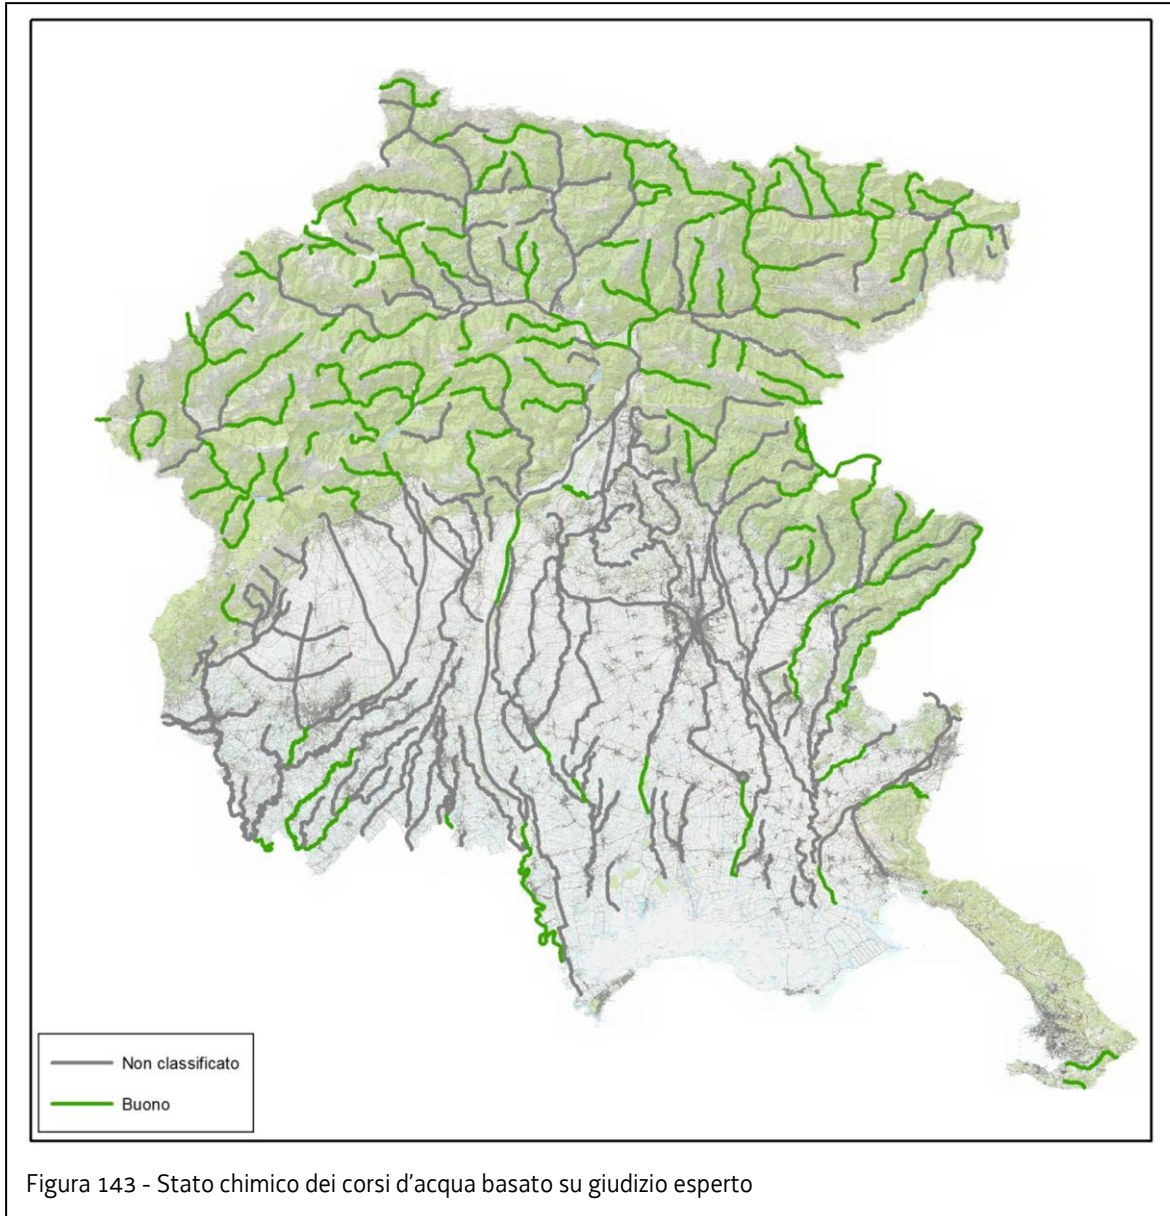 Non classificato
Buono
Figura 143 - Stato chimico dei corsi d'acqua basato su giudizio esperto